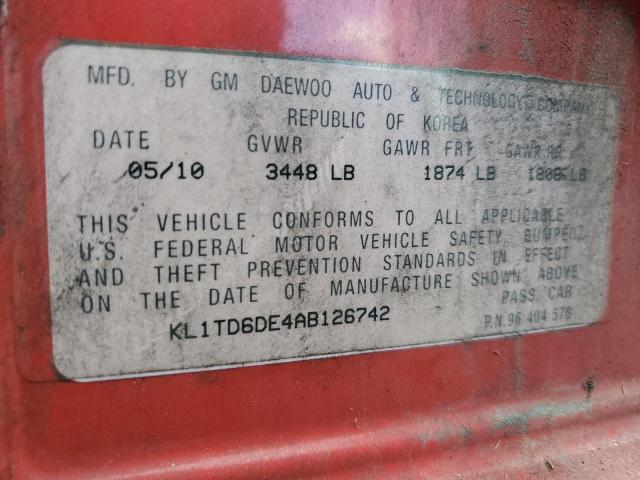 MFD. BY GM DAEWOO AUTO & TECHNOLOGY COMPANY
REPUBLIC OF KOREA
DATE GVWR GAWR FRT GAWR RR
05/10 3448 LB 1874 LB 1808 LB
THIS VEHICLE CONFORMS TO ALL APPLICABLE
U.S. FEDERAL MOTOR VEHICLE SAFETY, BUMPER,
AND THEFT PREVENTION STANDARDS IN EFFECT
ON THE DATE OF MANUFACTURE SHOWN ABOVE
PASS. CAR
KL1TD6DE4AB126742
P.N.96 404 578